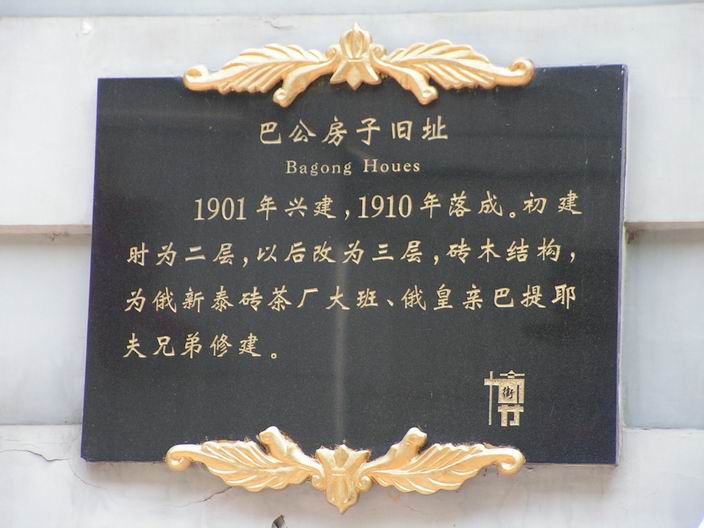 巴公房子旧址
Bagong Houes
1901年兴建，1910年落成。初建
时为二层，以后改为三层，砖木结构，
为俄新泰砖茶厂大班、俄皇亲巴提耶
夫兄弟修建。
街